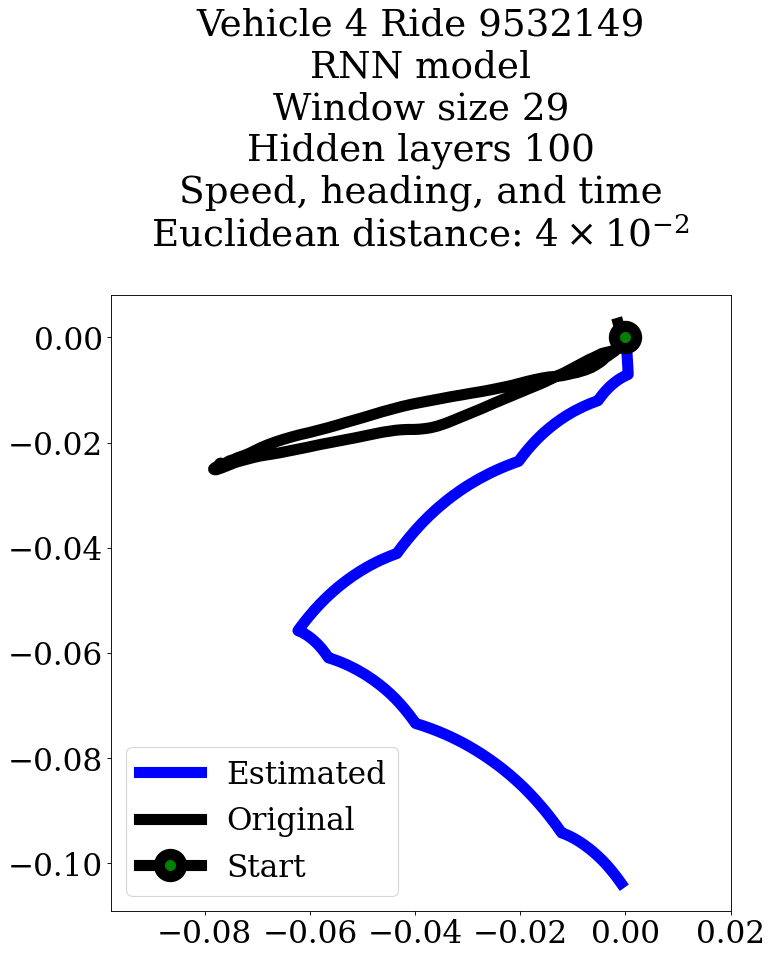 Vehicle 4 Ride 9532149
RNN model
Window size 29
Hidden layers 100
Speed, heading, and time
Euclidean distance: 4 × 10⁻²
0.00
−0.02
−0.04
−0.06
−0.08
−0.10
Estimated
Original
Start
−0.08 −0.06 −0.04 −0.02 0.00 0.02